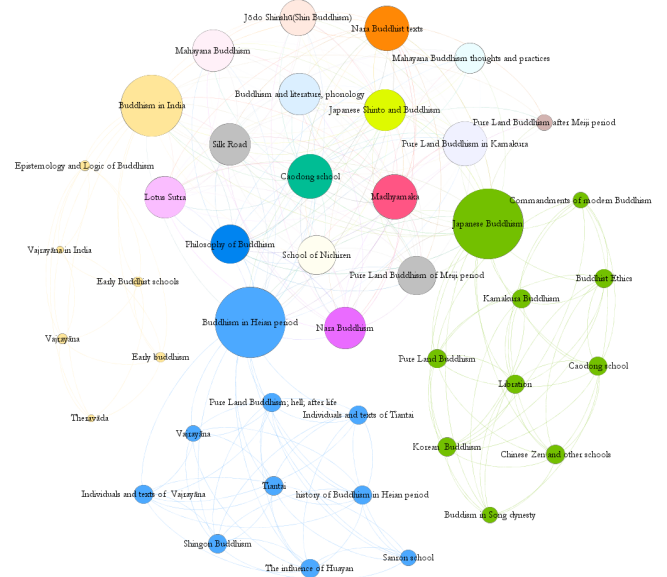 Jōdo Shinshū(Shin Buddhism)
Nara Buddhist texts
Mahayana Buddhism
Mahayana Buddhism thoughts and practices
Buddhism and literature, phonology
Buddhism in India
Japanese Shinto and Buddhism
Pure Land Buddhism after Meiji period
Silk Road
Pure Land Buddhism in Kamakura
Epistemology and Logic of Buddhism
Caodong school
Lotus Sutra
Madhyamaka
Commandments of modem Buddhism
Japanese Buddhism
Philosophy of Buddhism
Vajrayāna in India
School of Nichiren
Pure Land Buddhism of Meiji period
Buddhist Ethics
Early Buddhist schools
Kamakura Buddhism
Buddhism in Heian period
Nara Buddhism
Vajrayāna
Early buddhism
Pure Land Buddhism
Caodong school
Libration
Pure Land Buddhism; hell; after life
Individuals and texts of Tiantai
Theravāda
Vajrayāna
Korean Buddhism
Chinese Zen and other schools
Tiantai
Individuals and texts of Vajrayāna
history of Buddhism in Heian period
Buddism in Song dynesty
Shingon Buddhism
Sanron school
The influence of Huayan